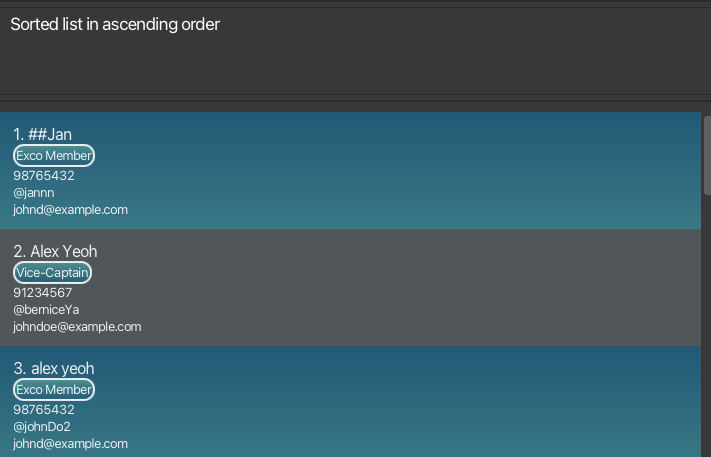 Sorted list in ascending order
1. ##Jan
Exco Member
98765432
@jannn
johnd@example.com
2. Alex Yeoh
Vice-Captain
91234567
@berniceYa
johndoe@example.com
3. alex yeoh
Exco Member
98765432
@johnDo2
johnd@example.com